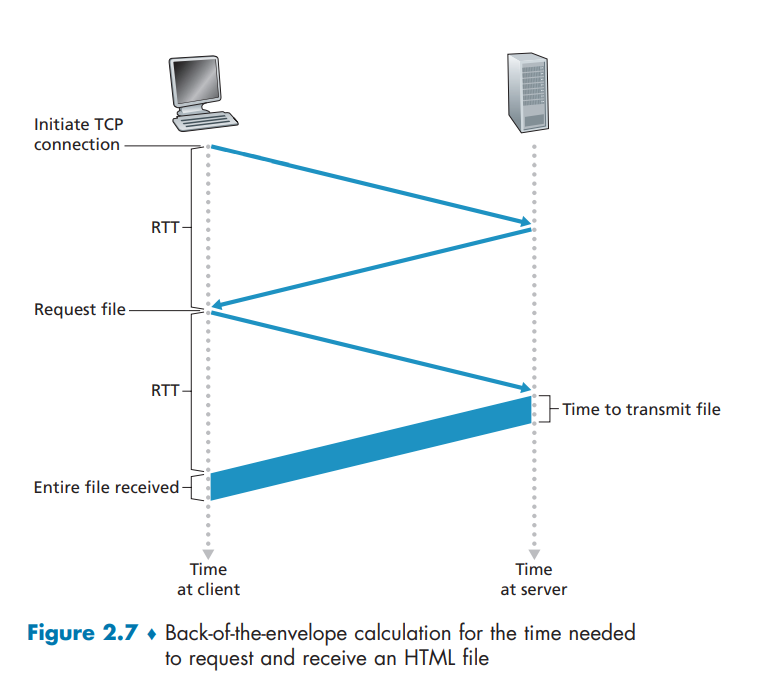 Initiate TCP
connection
RTT
Request file
RTT
Time to transmit file
Entire file received
Time
at client
Time
at server
Figure 2.7 ♦ Back-of-the-envelope calculation for the time needed
to request and receive an HTML file